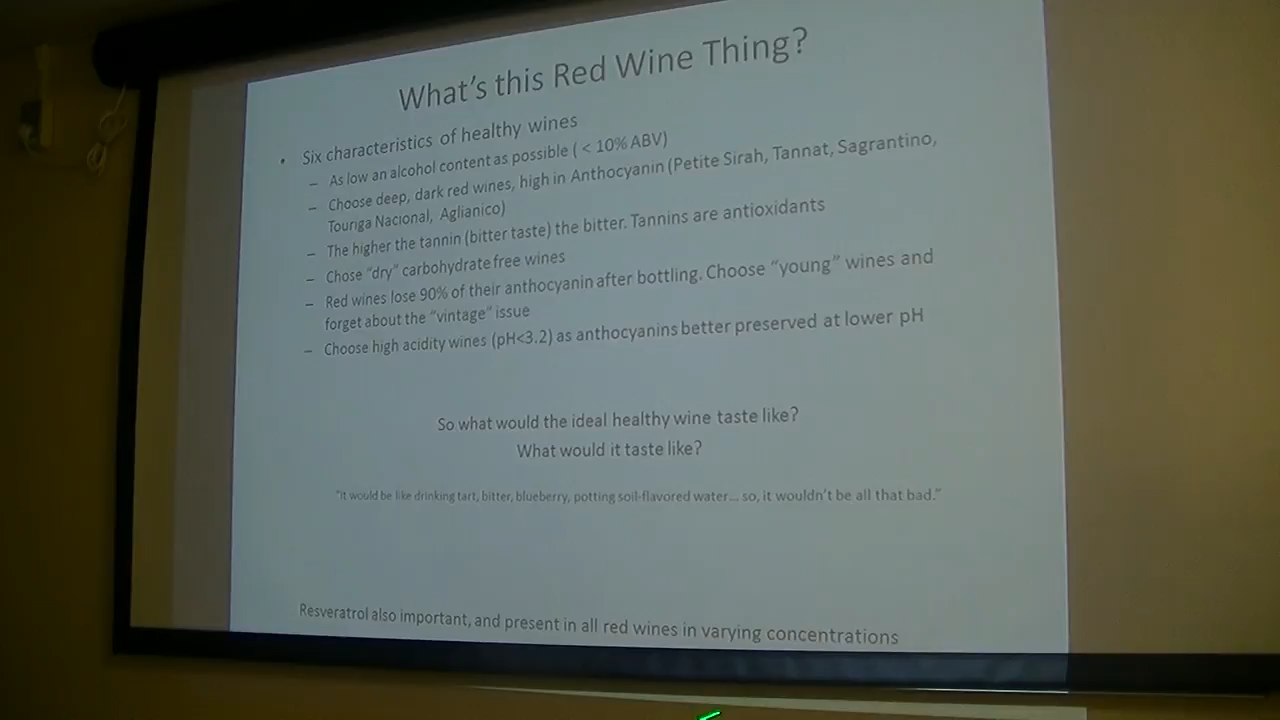 What's this Red Wine Thing?
• Six characteristics of healthy wines
– As low an alcohol content as possible ( < 10% ABV)
– Choose deep, dark red wines, high in Anthocyanin (Petite Sirah, Tannat, Sagrantino,
Touriga Nacional, Aglianico)
– The higher the tannin (bitter taste) the bitter. Tannins are antioxidants
– Chose "dry" carbohydrate free wines
– Red wines lose 90% of their anthocyanin after bottling. Choose "young" wines and
forget about the "vintage" issue
– Choose high acidity wines (pH<3.2) as anthocyanins better preserved at lower pH
So what would the ideal healthy wine taste like?
What would it taste like?
"It would be like drinking tart, bitter, blueberry, potting soil-flavored water... so, it wouldn't be all that bad."
Resveratrol also important, and present in all red wines in varying concentrations